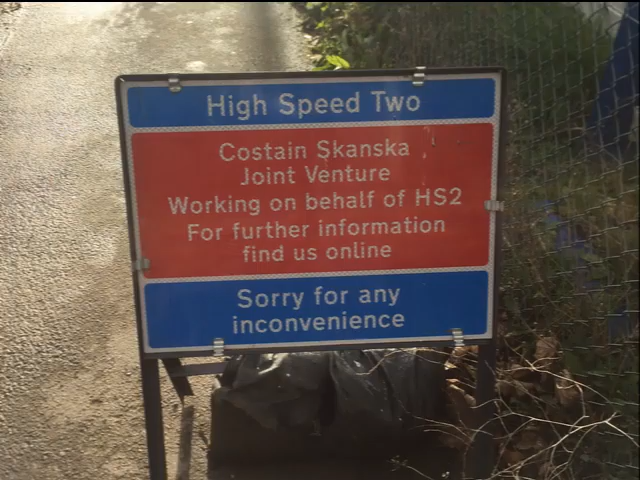 High Speed Two
Costain Skanska
Joint Venture
Working on behalf of HS2
For further information
find us online
Sorry for any
inconvenience